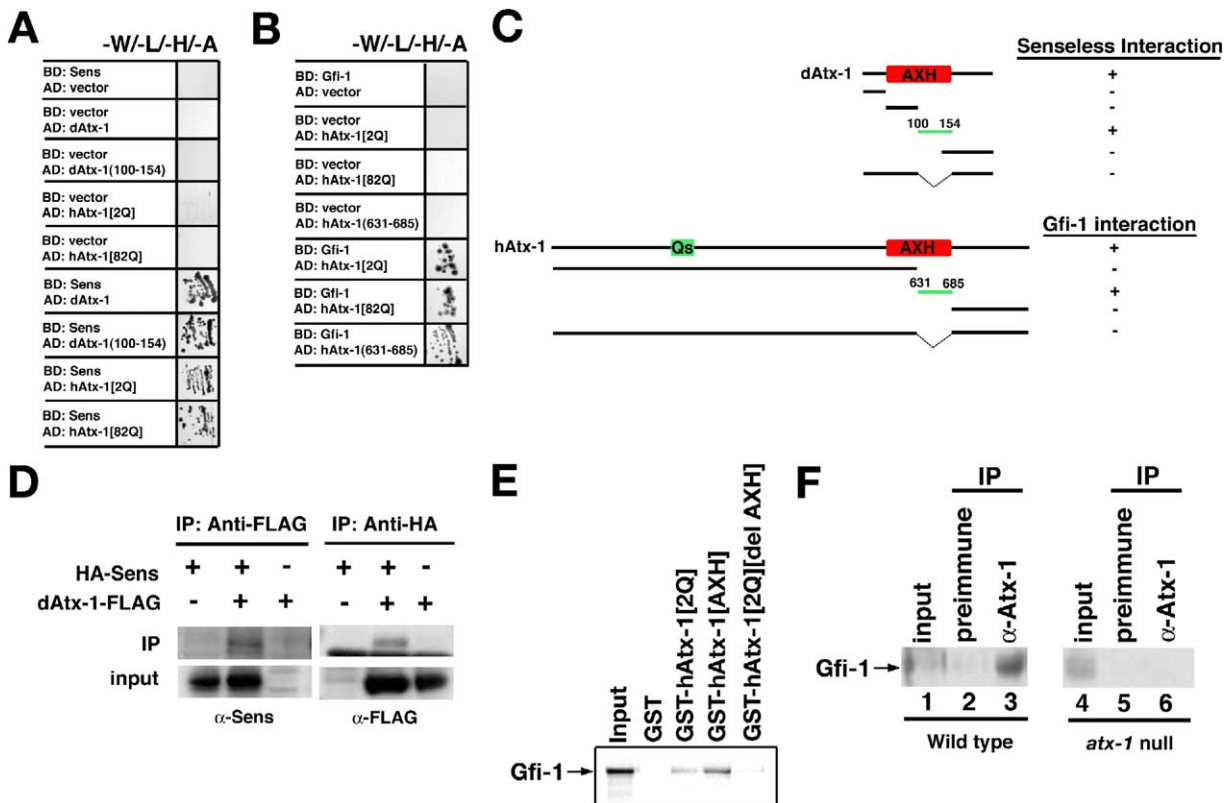 A
-W/-L/-H/-A
BD: Sens
AD: vector
BD: vector
AD: dAtx-1
BD: vector
AD: dAtx-1(100-154)
BD: vector
AD: hAtx-1[2Q]
BD: vector
AD: hAtx-1[82Q]
BD: Sens
AD: dAtx-1
BD: Sens
AD: dAtx-1(100-154)
BD: Sens
AD: hAtx-1[2Q]
BD: Sens
AD: hAtx-1[82Q]
B
-W/-L/-H/-A
BD: Gfi-1
AD: vector
BD: vector
AD: hAtx-1[2Q]
BD: vector
AD: hAtx-1[82Q]
BD: vector
AD: hAtx-1(631-685)
BD: Gfi-1
AD: hAtx-1[2Q]
BD: Gfi-1
AD: hAtx-1[82Q]
BD: Gfi-1
AD: hAtx-1(631-685)
C
Senseless Interaction
dAtx-1 AXH +
-
-
100 154 +
-
-
Gfi-1 interaction
hAtx-1 Qs AXH +
-
631 685 +
-
-
D
IP: Anti-FLAG IP: Anti-HA
HA-Sens + + - + + -
dAtx-1-FLAG - + + - + +
IP
input
α-Sens α-FLAG
E
Input
GST
GST-hAtx-1[2Q]
GST-hAtx-1[AXH]
GST-hAtx-1[2Q][del AXH]
Gfi-1
F
IP IP
input
preimmune
α-Atx-1
input
preimmune
α-Atx-1
Gfi-1
1 2 3 4 5 6
Wild type atx-1 null